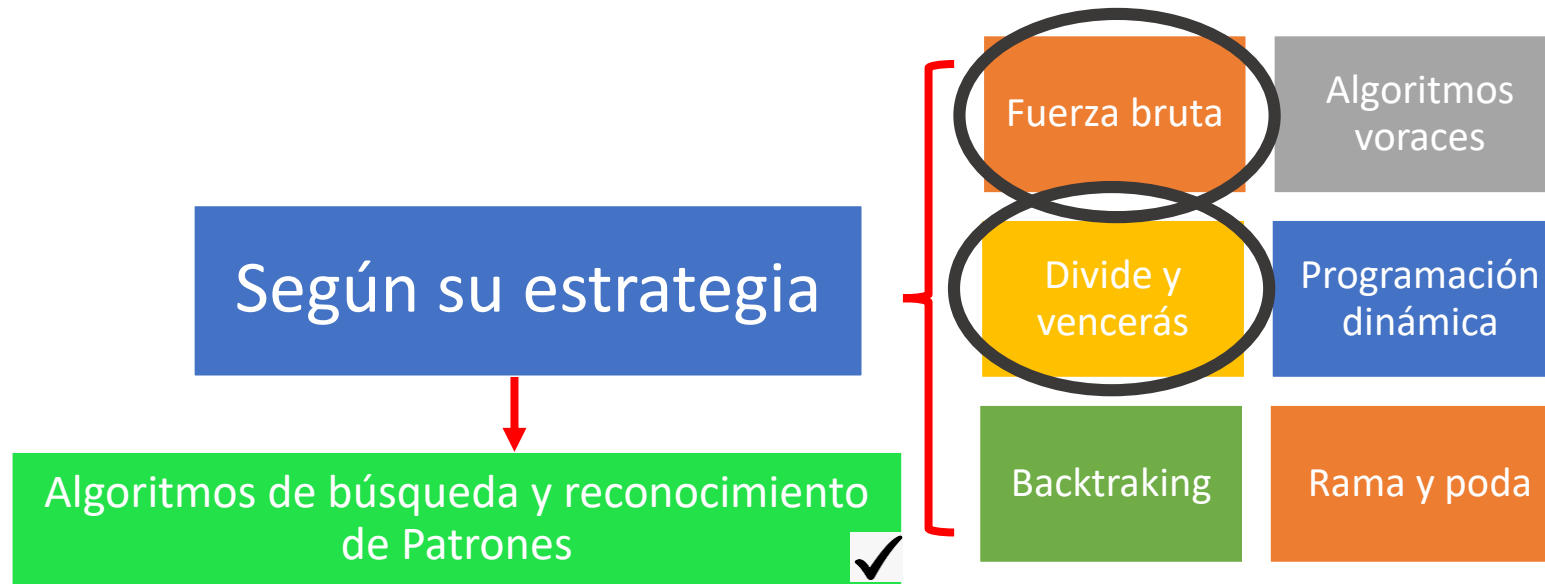 Según su estrategia
Algoritmos de búsqueda y reconocimiento
de Patrones
Fuerza bruta
Algoritmos
voraces
Divide y
vencerás
Programación
dinámica
Backtraking
Rama y poda